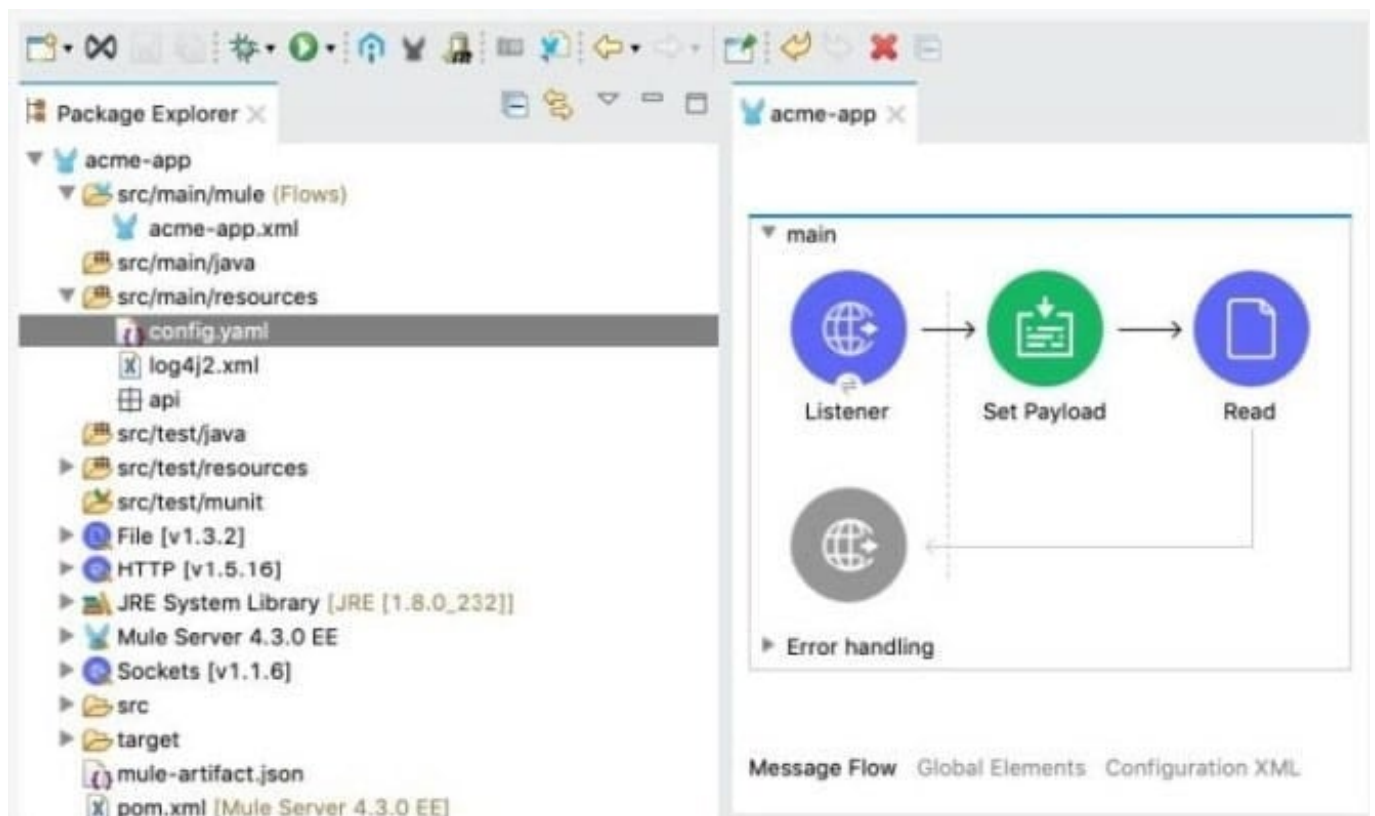 Package Explorer
acme-app
src/main/mule (Flows)
acme-app.xml
src/main/java
src/main/resources
config.yaml
log4j2.xml
api
src/test/java
src/test/resources
src/test/munit
File [v1.3.2]
HTTP [v1.5.16]
JRE System Library [JRE [1.8.0_232]]
Mule Server 4.3.0 EE
Sockets [v1.1.6]
src
target
mule-artifact.json
pom.xml [Mule Server 4.3.0 EE]
acme-app
main
Listener
Set Payload
Read
Error handling
Message Flow Global Elements Configuration XML